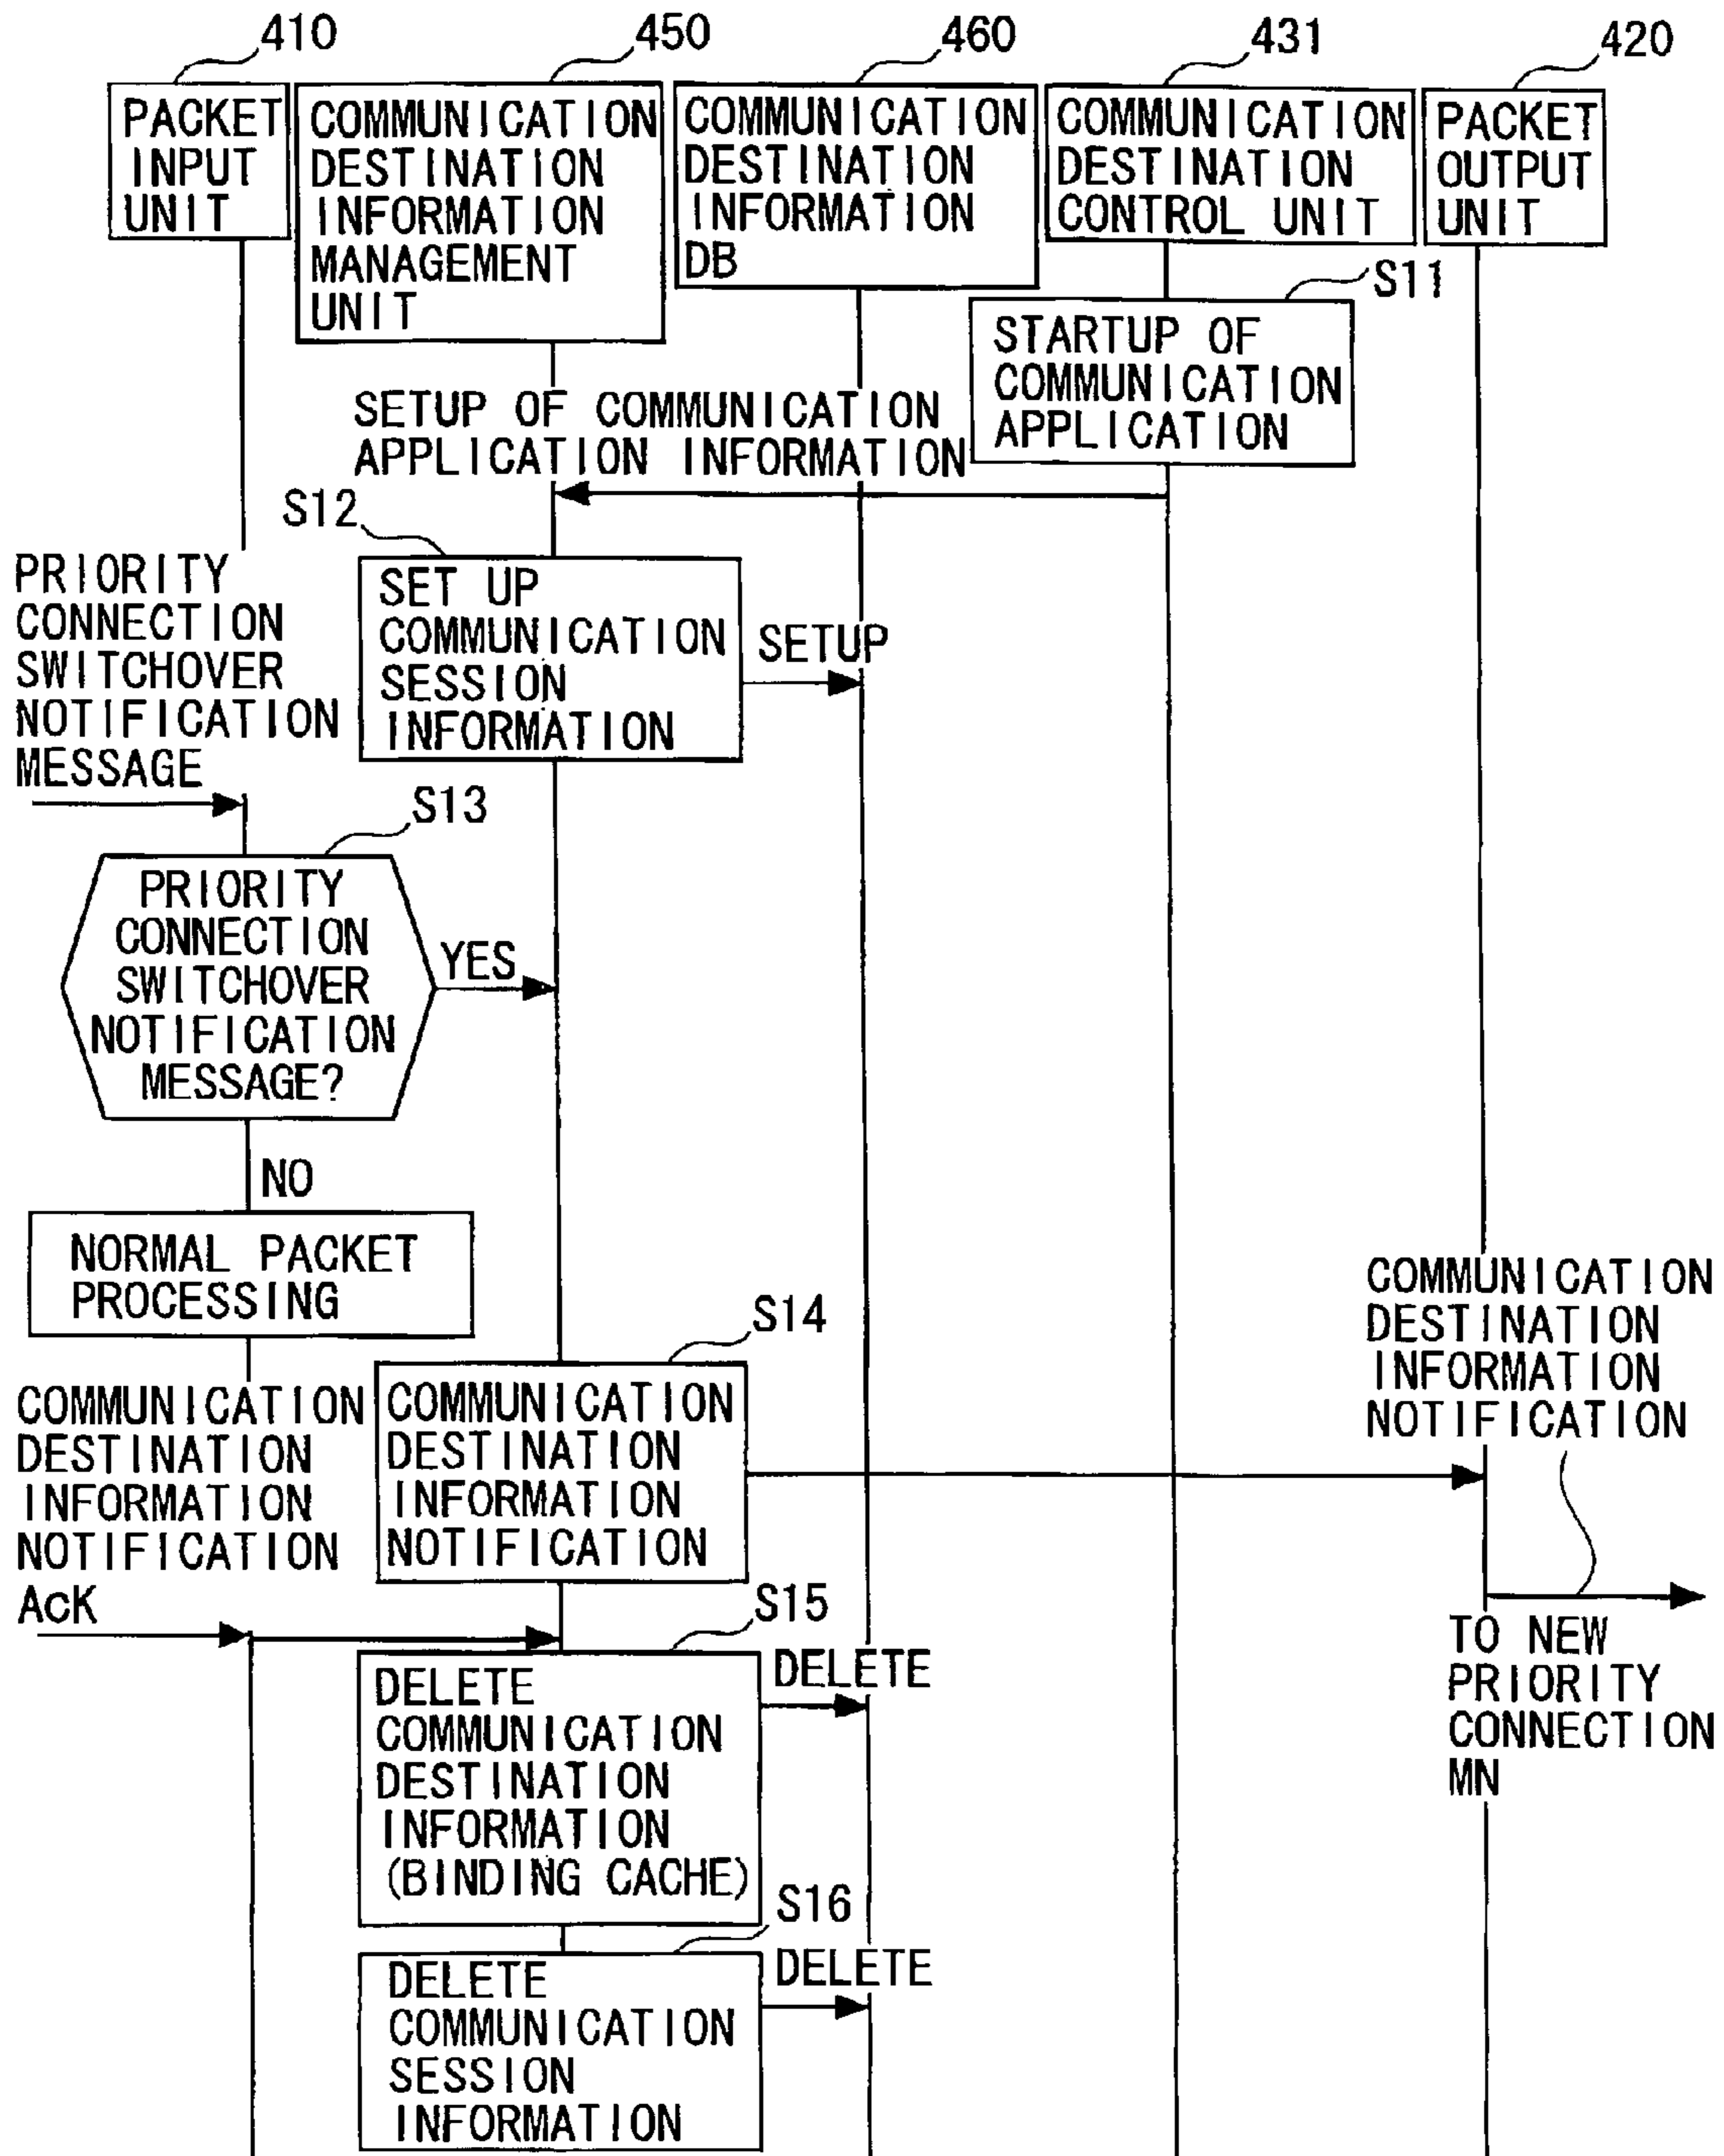 410
450
460
431
420
PACKET
INPUT
UNIT
COMMUNICATION
DESTINATION
INFORMATION
MANAGEMENT
UNIT
COMMUNICATION
DESTINATION
INFORMATION
DB
COMMUNICATION
DESTINATION
CONTROL UNIT
PACKET
OUTPUT
UNIT
S11
STARTUP OF
COMMUNICATION
APPLICATION
SETUP OF COMMUNICATION
APPLICATION INFORMATION
S12
SET UP
COMMUNICATION
SESSION
INFORMATION
SETUP
PRIORITY
CONNECTION
SWITCHOVER
NOTIFICATION
MESSAGE
S13
PRIORITY
CONNECTION
SWITCHOVER
NOTIFICATION
MESSAGE?
YES
NO
NORMAL PACKET
PROCESSING
S14
COMMUNICATION
DESTINATION
INFORMATION
NOTIFICATION
COMMUNICATION
DESTINATION
INFORMATION
NOTIFICATION
COMMUNICATION
DESTINATION
INFORMATION
NOTIFICATION
AcK
S15
DELETE
COMMUNICATION
DESTINATION
INFORMATION
(BINDING CACHE)
DELETE
TO NEW
PRIORITY
CONNECTION
MN
S16
DELETE
COMMUNICATION
SESSION
INFORMATION
DELETE